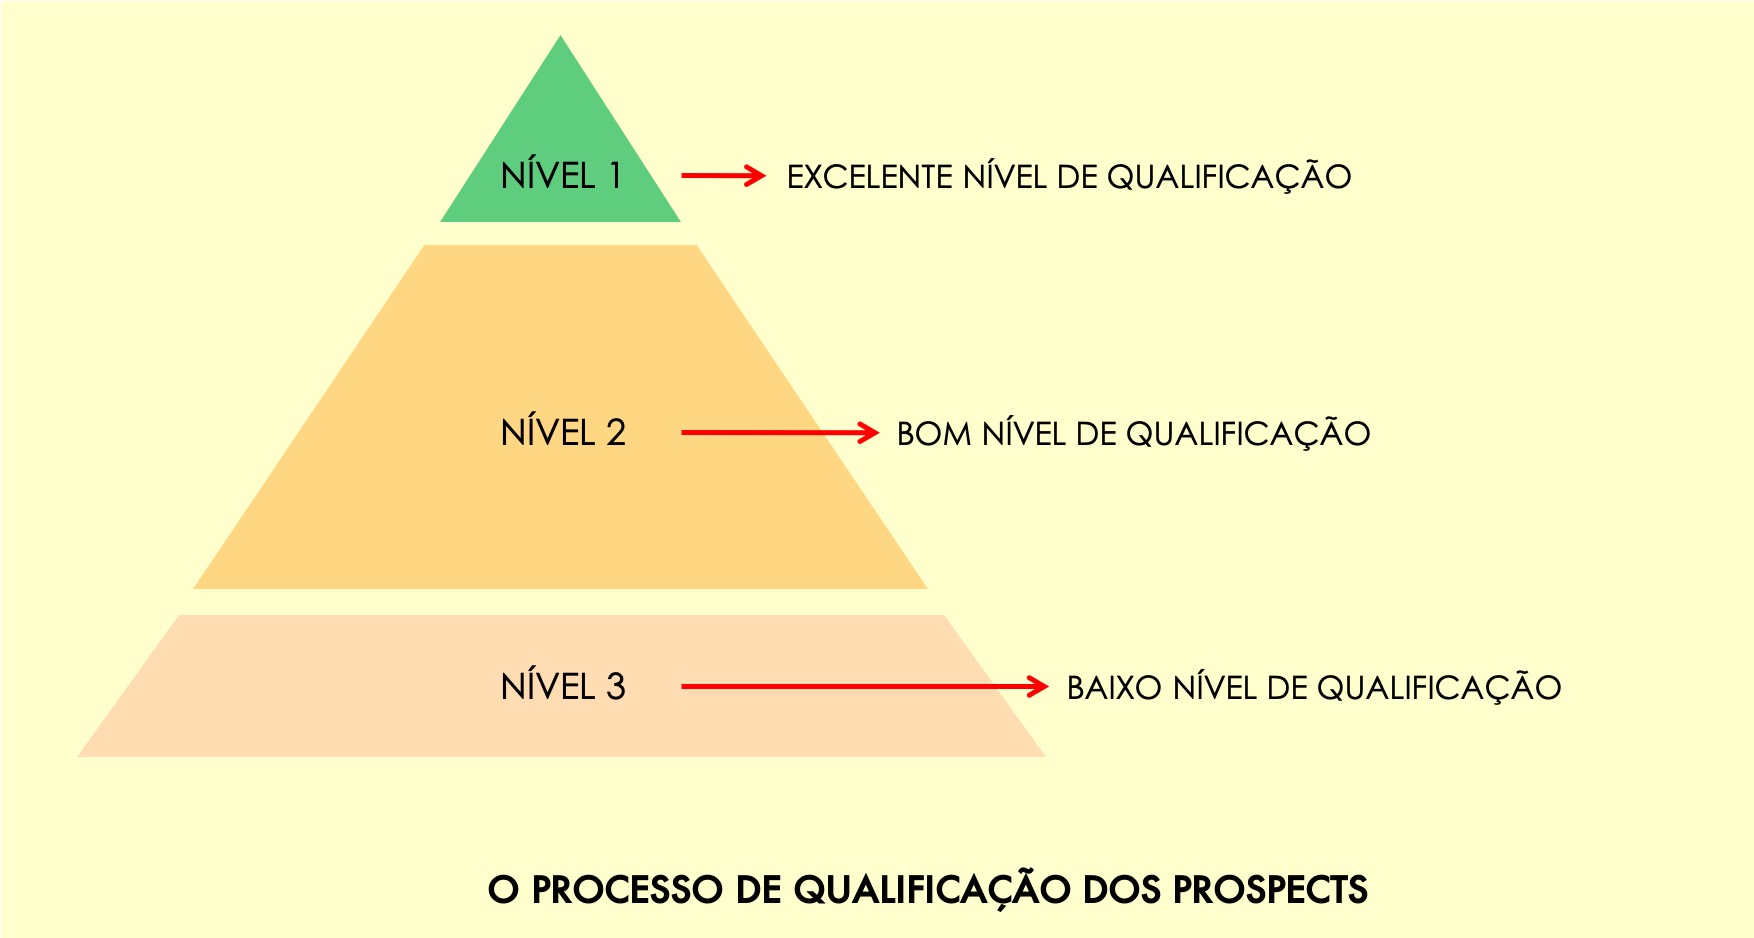 NÍVEL 1
EXCELENTE NÍVEL DE QUALIFICAÇÃO
NÍVEL 2
BOM NÍVEL DE QUALIFICAÇÃO
NÍVEL 3
BAIXO NÍVEL DE QUALIFICAÇÃO
O PROCESSO DE QUALIFICAÇÃO DOS PROSPECTS